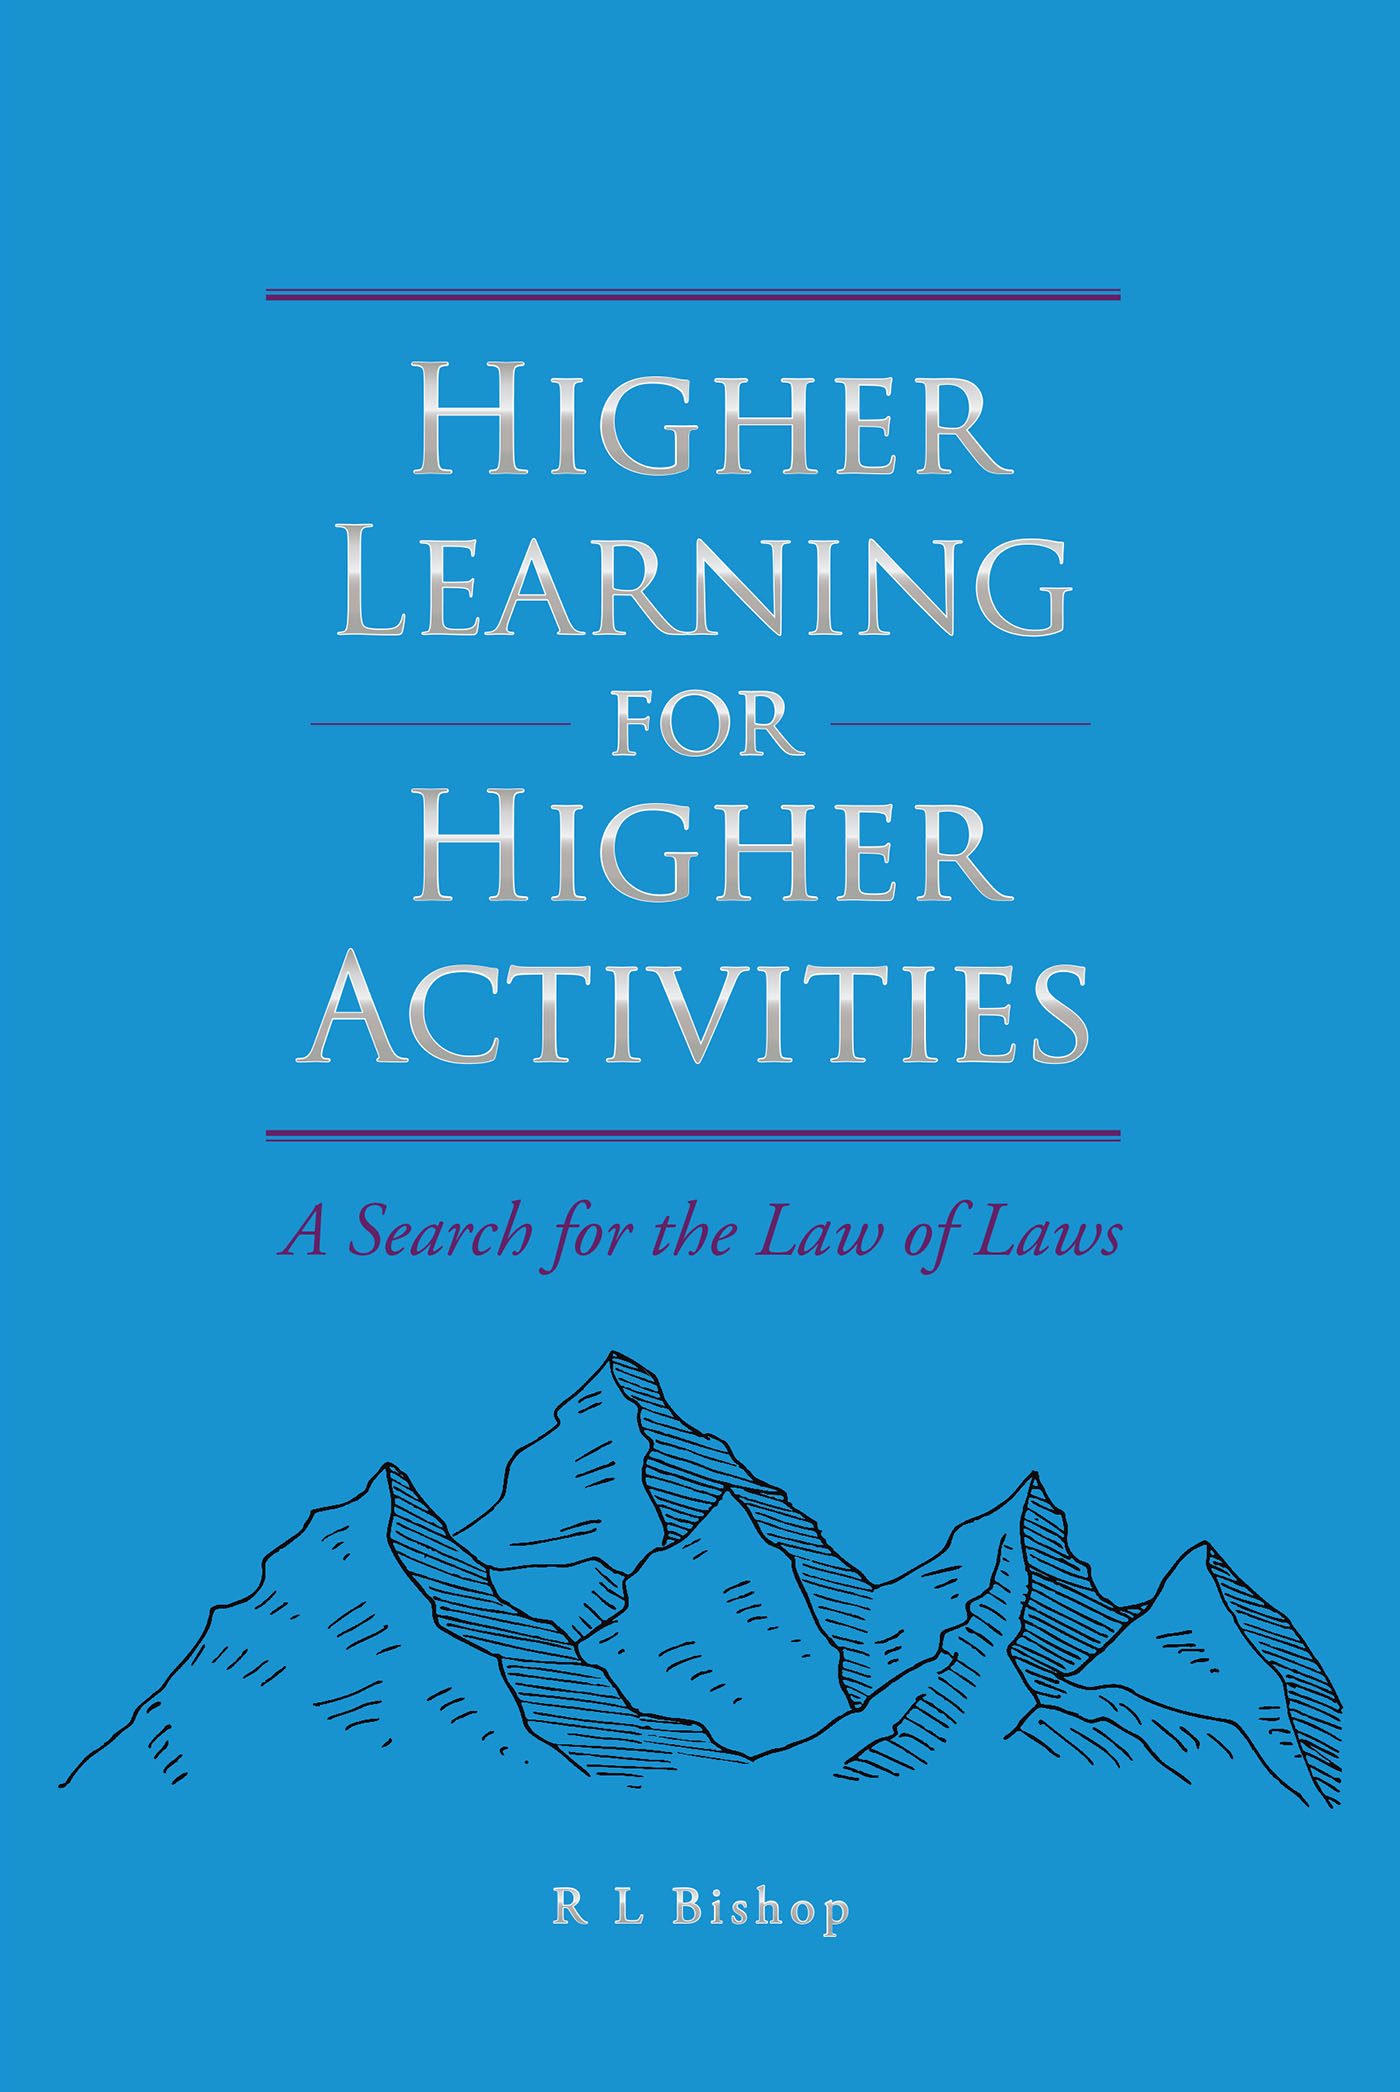 HIGHER
LEARNING
FOR
HIGHER
ACTIVITIES
A Search for the Law of Laws
R L Bishop